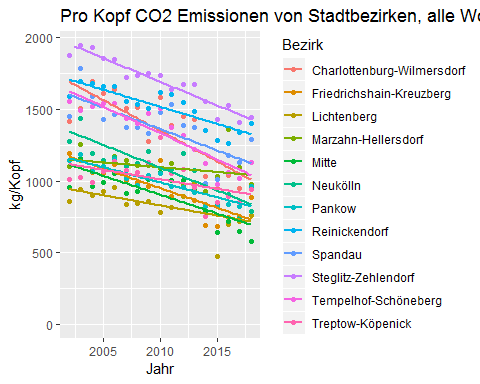 Pro Kopf CO2 Emissionen von Stadtbezirken, alle
2000
1500
1000
500
0
kg/Kopf
2005
2010
2015
Jahr
Bezirk
Charlottenburg-Wilmersdorf
Friedrichshain-Kreuzberg
Lichtenberg
Marzahn-Hellersdorf
Mitte
Neukölln
Pankow
Reinickendorf
Spandau
Steglitz-Zehlendorf
Tempelhof-Schöneberg
Treptow-Köpenick